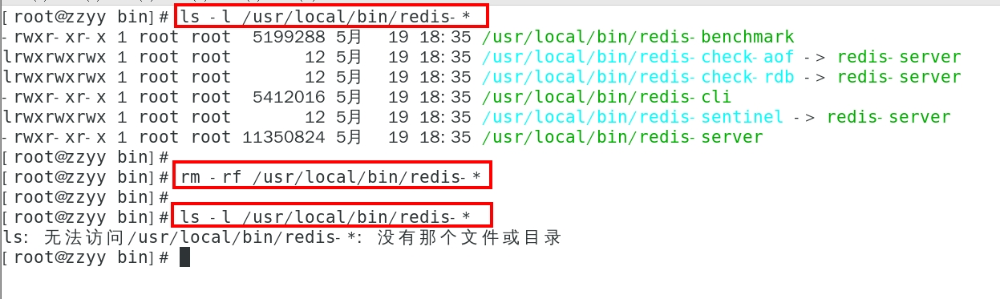 [root@zzyy bin]# ls -l /usr/local/bin/redis-*
-rwxr-xr-x 1 root root  5199288 5月  19 18:35 /usr/local/bin/redis-benchmark
lrwxrwxrwx 1 root root       12 5月  19 18:35 /usr/local/bin/redis-check-aof -> redis-server
lrwxrwxrwx 1 root root       12 5月  19 18:35 /usr/local/bin/redis-check-rdb -> redis-server
-rwxr-xr-x 1 root root  5412016 5月  19 18:35 /usr/local/bin/redis-cli
lrwxrwxrwx 1 root root       12 5月  19 18:35 /usr/local/bin/redis-sentinel -> redis-server
-rwxr-xr-x 1 root root 11350824 5月  19 18:35 /usr/local/bin/redis-server
[root@zzyy bin]#
[root@zzyy bin]# rm -rf /usr/local/bin/redis-*
[root@zzyy bin]#
[root@zzyy bin]# ls -l /usr/local/bin/redis-*
ls: 无法访问/usr/local/bin/redis-*: 没有那个文件或目录
[root@zzyy bin]#